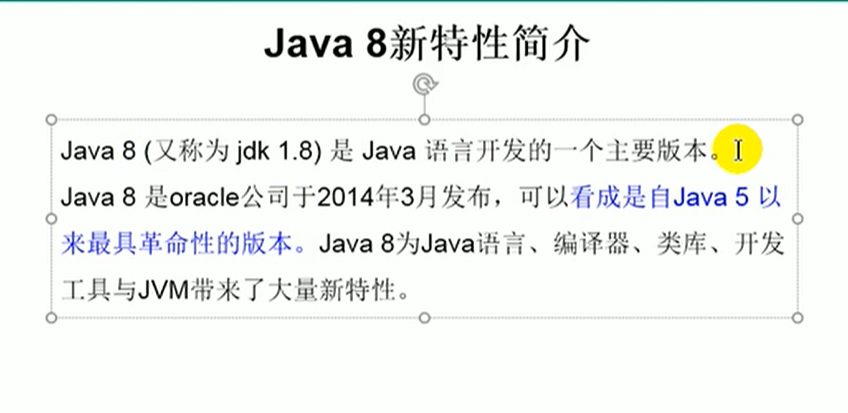 Java 8新特性简介
Java 8 (又称为 jdk 1.8) 是 Java 语言开发的一个主要版本。
Java 8 是oracle公司于2014年3月发布，可以看成是自Java 5 以
来最具革命性的版本。Java 8为Java语言、编译器、类库、开发
工具与JVM带来了大量新特性。